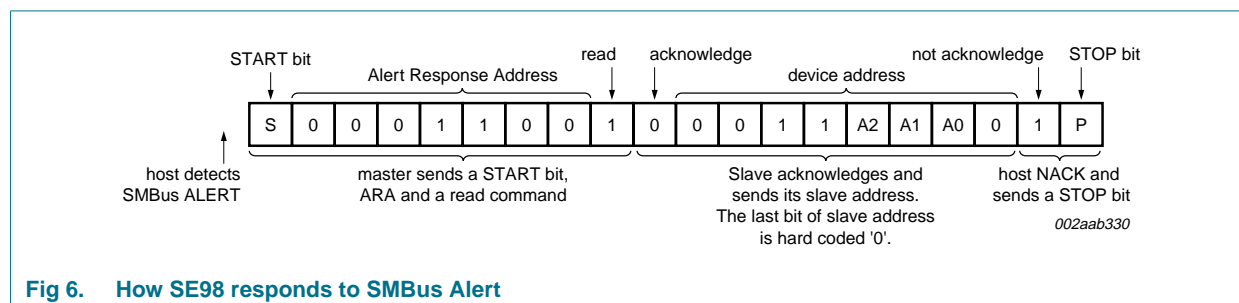 START bit
Alert Response Address
read
acknowledge
device address
not acknowledge
STOP bit
S 0 0 0 1 1 0 0 1 0 0 0 1 1 A2 A1 A0 0 1 P
host detects
SMBus ALERT
master sends a START bit,
ARA and a read command
Slave acknowledges and
sends its slave address.
The last bit of slave address
is hard coded '0'.
host NACK and
sends a STOP bit
002aab330
Fig 6. How SE98 responds to SMBus Alert